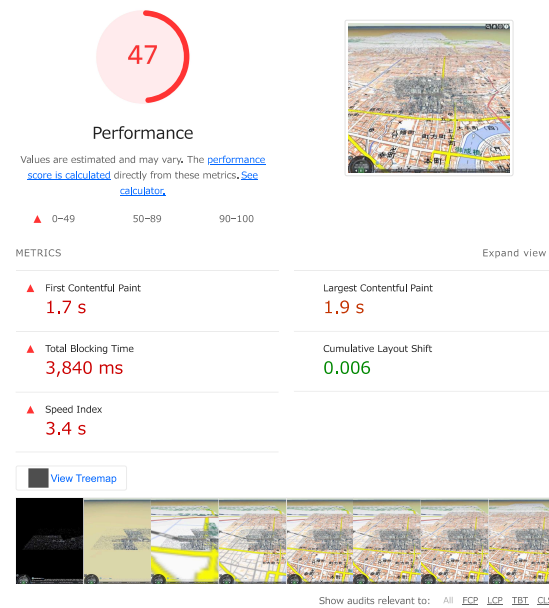 47
Performance
Values are estimated and may vary. The performance
score is calculated directly from these metrics. See
calculator.
0–49 50–89 90–100
METRICS Expand view
First Contentful Paint
1.7 s
Largest Contentful Paint
1.9 s
Total Blocking Time
3,840 ms
Cumulative Layout Shift
0.006
Speed Index
3.4 s
View Treemap
Show audits relevant to: All FCP LCP TBT CLS